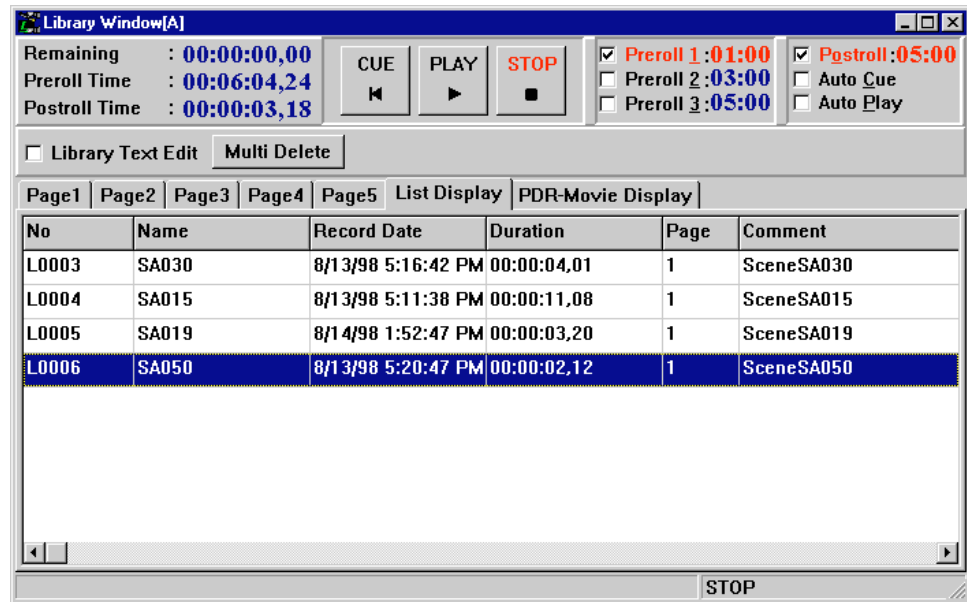 Library Window[A]
Remaining : 00:00:00,00
Preroll Time : 00:06:04,24
Postroll Time : 00:00:03,18
CUE PLAY STOP
Preroll 1:01:00
Preroll 2:03:00
Preroll 3:05:00
Postroll:05:00
Auto Cue
Auto Play
Library Text Edit Multi Delete
Page1 Page2 Page3 Page4 Page5 List Display PDR-Movie Display
No Name Record Date Duration Page Comment
L0003 SA030 8/13/98 5:16:42 PM 00:00:04,01 1 SceneSA030
L0004 SA015 8/13/98 5:11:38 PM 00:00:11,08 1 SceneSA015
L0005 SA019 8/14/98 1:52:47 PM 00:00:03,20 1 SceneSA019
L0006 SA050 8/13/98 5:20:47 PM 00:00:02,12 1 SceneSA050
STOP